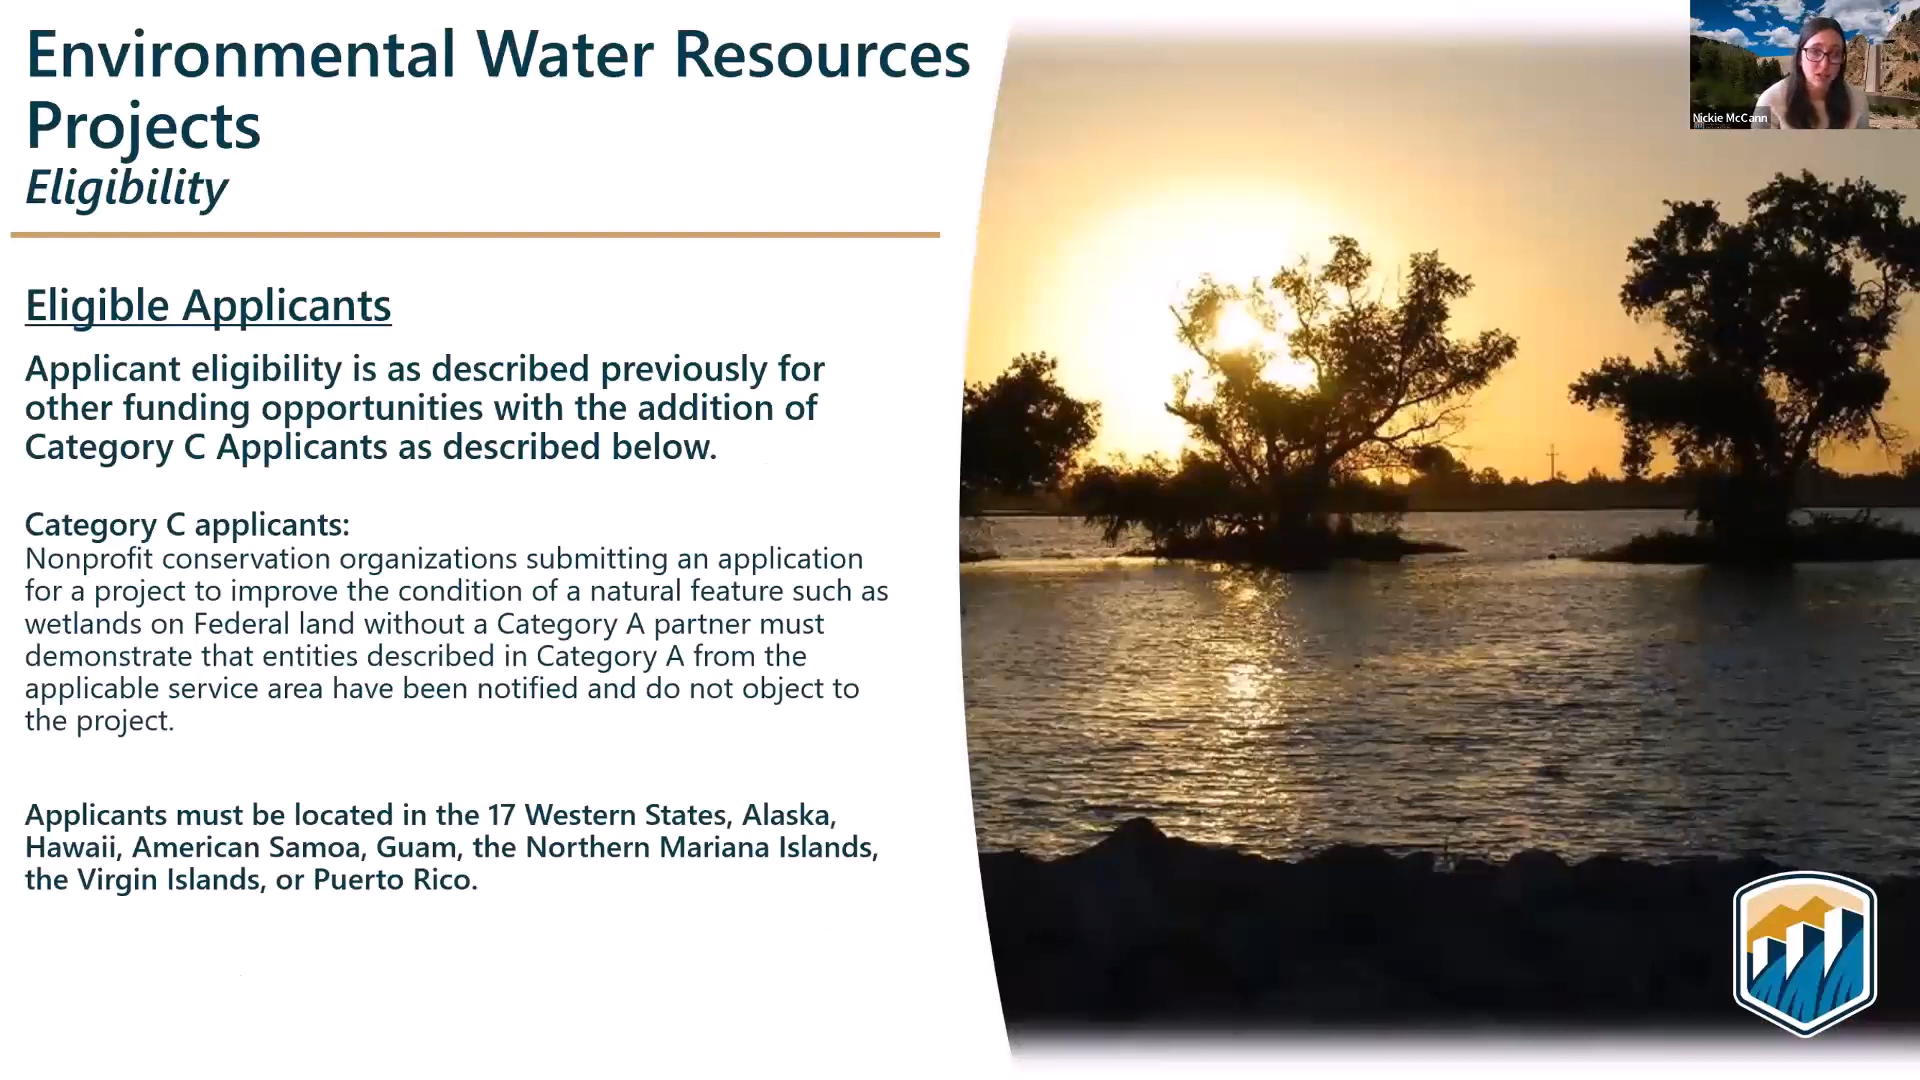 Environmental Water Resources
Projects
Eligibility
Nickie McCann
Eligible Applicants
Applicant eligibility is as described previously for
other funding opportunities with the addition of
Category C Applicants as described below.
Category C applicants:
Nonprofit conservation organizations submitting an application
for a project to improve the condition of a natural feature such as
wetlands on Federal land without a Category A partner must
demonstrate that entities described in Category A from the
applicable service area have been notified and do not object to
the project.
Applicants must be located in the 17 Western States, Alaska,
Hawaii, American Samoa, Guam, the Northern Mariana Islands,
the Virgin Islands, or Puerto Rico.